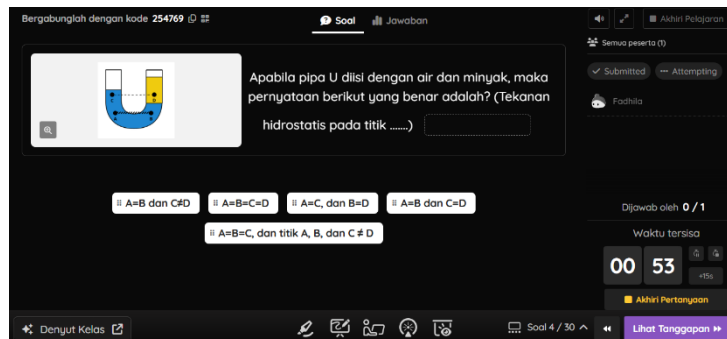 Bergabunglah dengan kode 254769
Soal
Jawaban
Akhiri Pelajaran
Semua peserta (1)
Submitted
Attempting
Fadhila
Apabila pipa U diisi dengan air dan minyak, maka
pernyataan berikut yang benar adalah? (Tekanan
hidrostatis pada titik .......)
C
D
A
B
A=B dan C≠D
A=B=C=D
A=C, dan B=D
A=B dan C=D
A=B=C, dan titik A, B, dan C ≠ D
Dijawab oleh 0 / 1
Waktu tersisa
00 53
+15s
Akhiri Pertanyaan
Denyut Kelas
Soal 4 / 30
Lihat Tanggapan